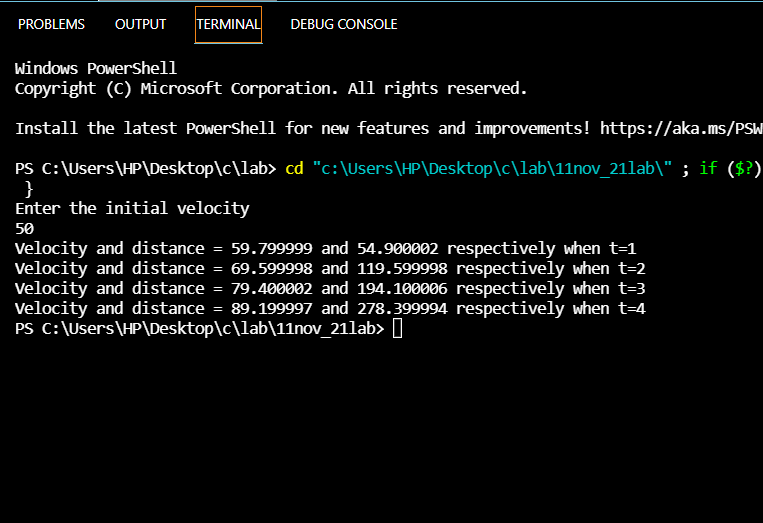 PROBLEMS OUTPUT TERMINAL DEBUG CONSOLE
Windows PowerShell
Copyright (C) Microsoft Corporation. All rights reserved.
Install the latest PowerShell for new features and improvements! https://aka.ms/PSW
PS C:\Users\HP\Desktop\c\lab> cd "c:\Users\HP\Desktop\c\lab\11nov_21lab\" ; if ($?)
}
Enter the initial velocity
50
Velocity and distance = 59.799999 and 54.900002 respectively when t=1
Velocity and distance = 69.599998 and 119.599998 respectively when t=2
Velocity and distance = 79.400002 and 194.100006 respectively when t=3
Velocity and distance = 89.199997 and 278.399994 respectively when t=4
PS C:\Users\HP\Desktop\c\lab\11nov_21lab>